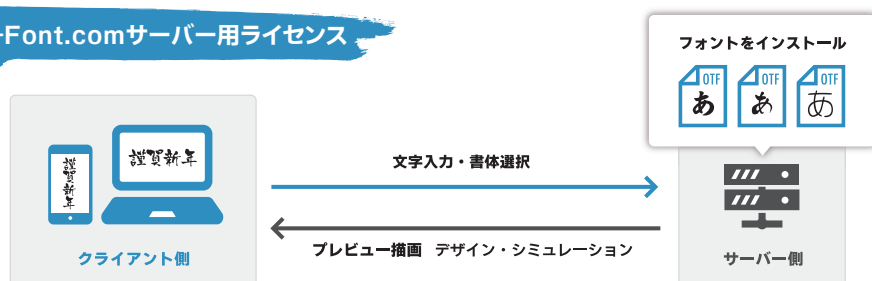 -Font.comサーバー用ライセンス
フォントをインストール
OTF
OTF
OTF
あ
あ
あ
謹賀新年
謹賀新年
文字入力・書体選択
プレビュー描画 デザイン・シミュレーション
クライアント側
サーバー側